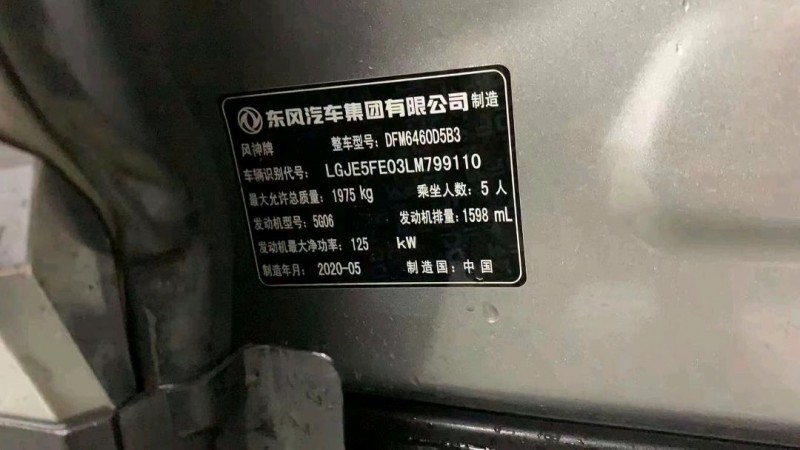 东风汽车集团有限公司 制造
风神牌 整车型号: DFM6460D5B3
车辆识别代号: LGJE5FE03LM799110
最大允许总质量: 1975 kg 乘坐人数: 5 人
发动机型号: 5G06 发动机排量: 1598 mL
发动机最大净功率: 125 kW
制造年月: 2020-05 制造国: 中国